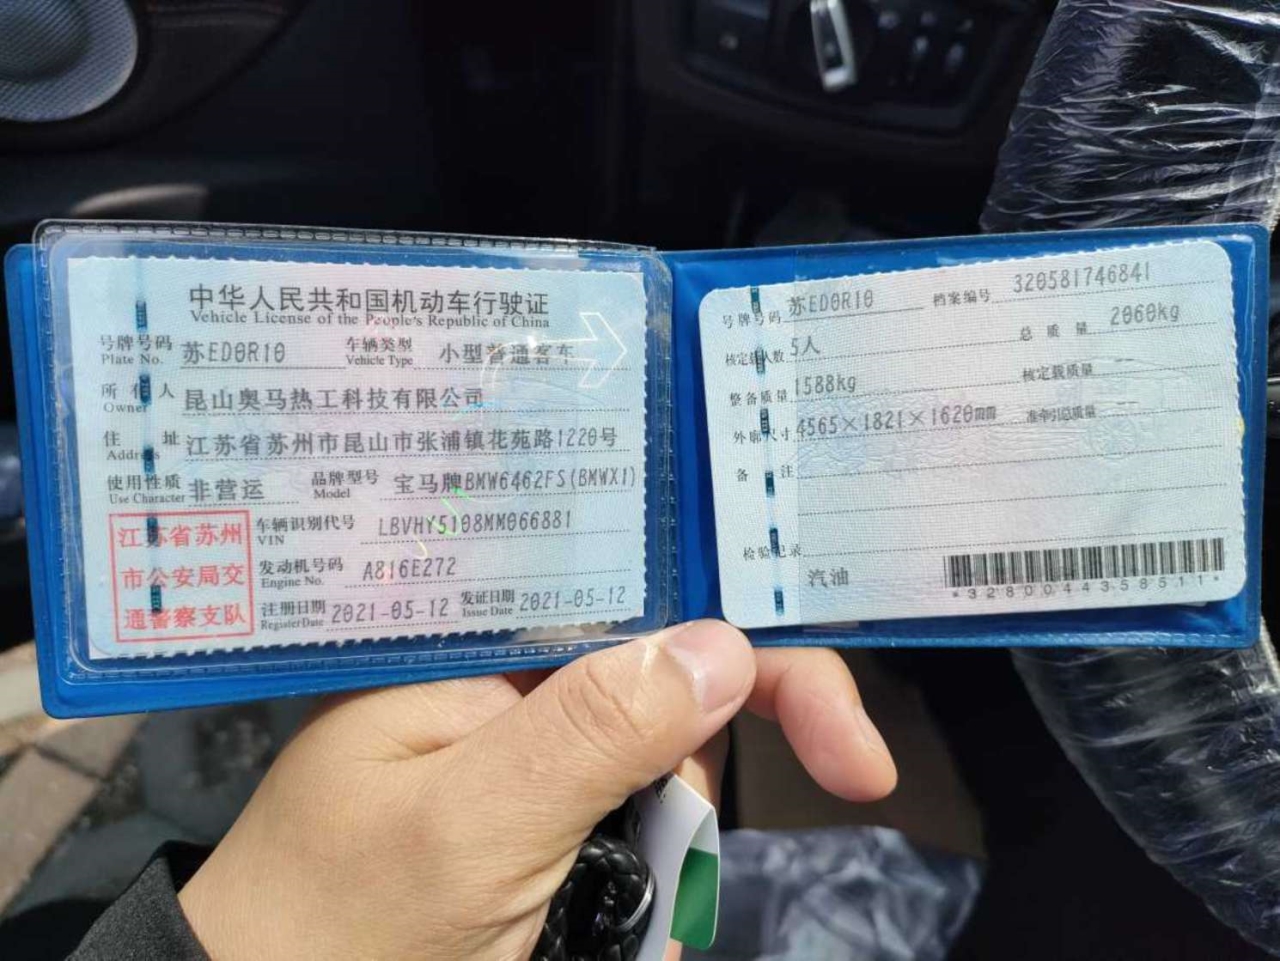 中华人民共和国机动车行驶证
Vehicle License of the People's Republic of China
号牌号码 Plate No. 苏ED0R10 车辆类型 Vehicle Type 小型普通客车
所有人 Owner 昆山奥马热工科技有限公司
住址 Address 江苏省苏州市昆山市张浦镇花苑路1220号
使用性质 Use Character 非营运 品牌型号 Model 宝马牌BMW6462FS(BMWX1)
江苏省苏州
市公安局交
通警察支队
车辆识别代号 VIN LBVHY5108MM066881
发动机号码 Engine No. A816E272
注册日期 Register Date 2021-05-12 发证日期 Issue Date 2021-05-12
号牌号码 苏ED0R10 档案编号 320581746841
核定载人数 5人 总质量 2060kg
整备质量 1588kg 核定载质量
外廓尺寸 4565×1821×1620mm 准牵引总质量
备注
检验记录
汽油
*3280044358511*